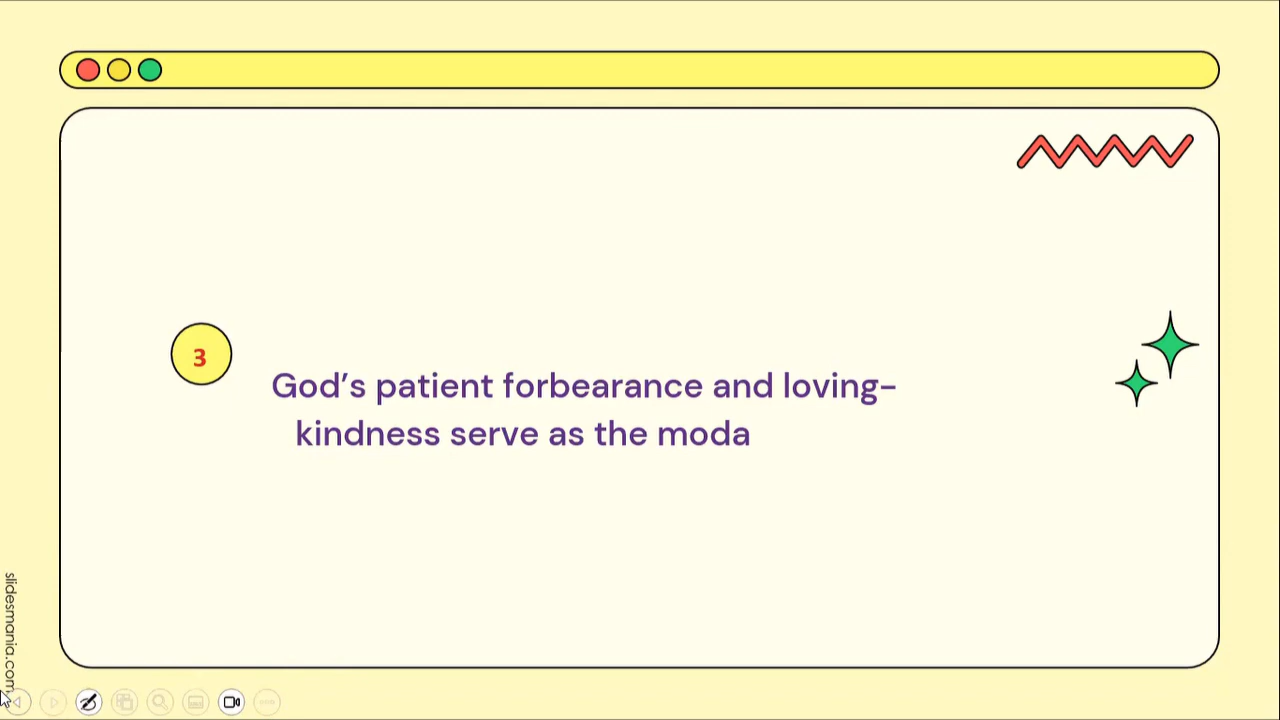 3
God’s patient forbearance and loving-
kindness serve as the moda
slidesmania.com